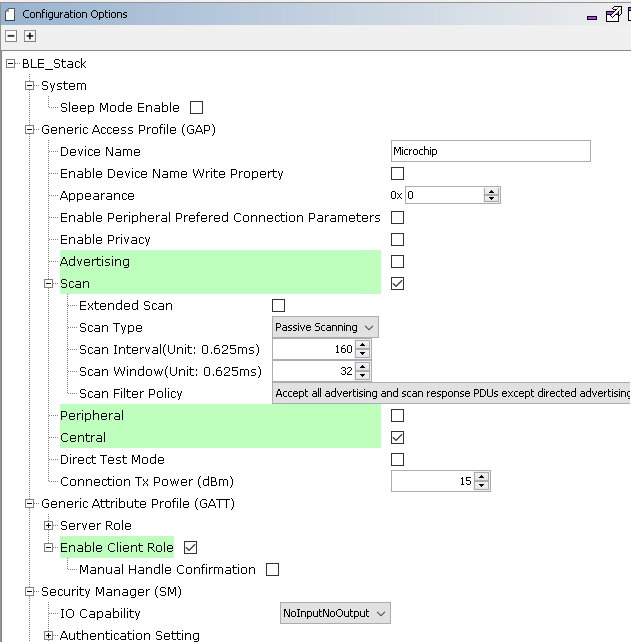 Configuration Options
BLE_Stack
System
Sleep Mode Enable
Generic Access Profile (GAP)
Device Name Microchip
Enable Device Name Write Property
Appearance 0x 0
Enable Peripheral Prefered Connection Parameters
Enable Privacy
Advertising
Scan
Extended Scan
Scan Type Passive Scanning
Scan Interval(Unit: 0.625ms) 160
Scan Window(Unit: 0.625ms) 32
Scan Filter Policy Accept all advertising and scan response PDUs except directed advertising
Peripheral
Central
Direct Test Mode
Connection Tx Power (dBm) 15
Generic Attribute Profile (GATT)
Server Role
Enable Client Role
Manual Handle Confirmation
Security Manager (SM)
IO Capability NoInputNoOutput
Authentication Setting